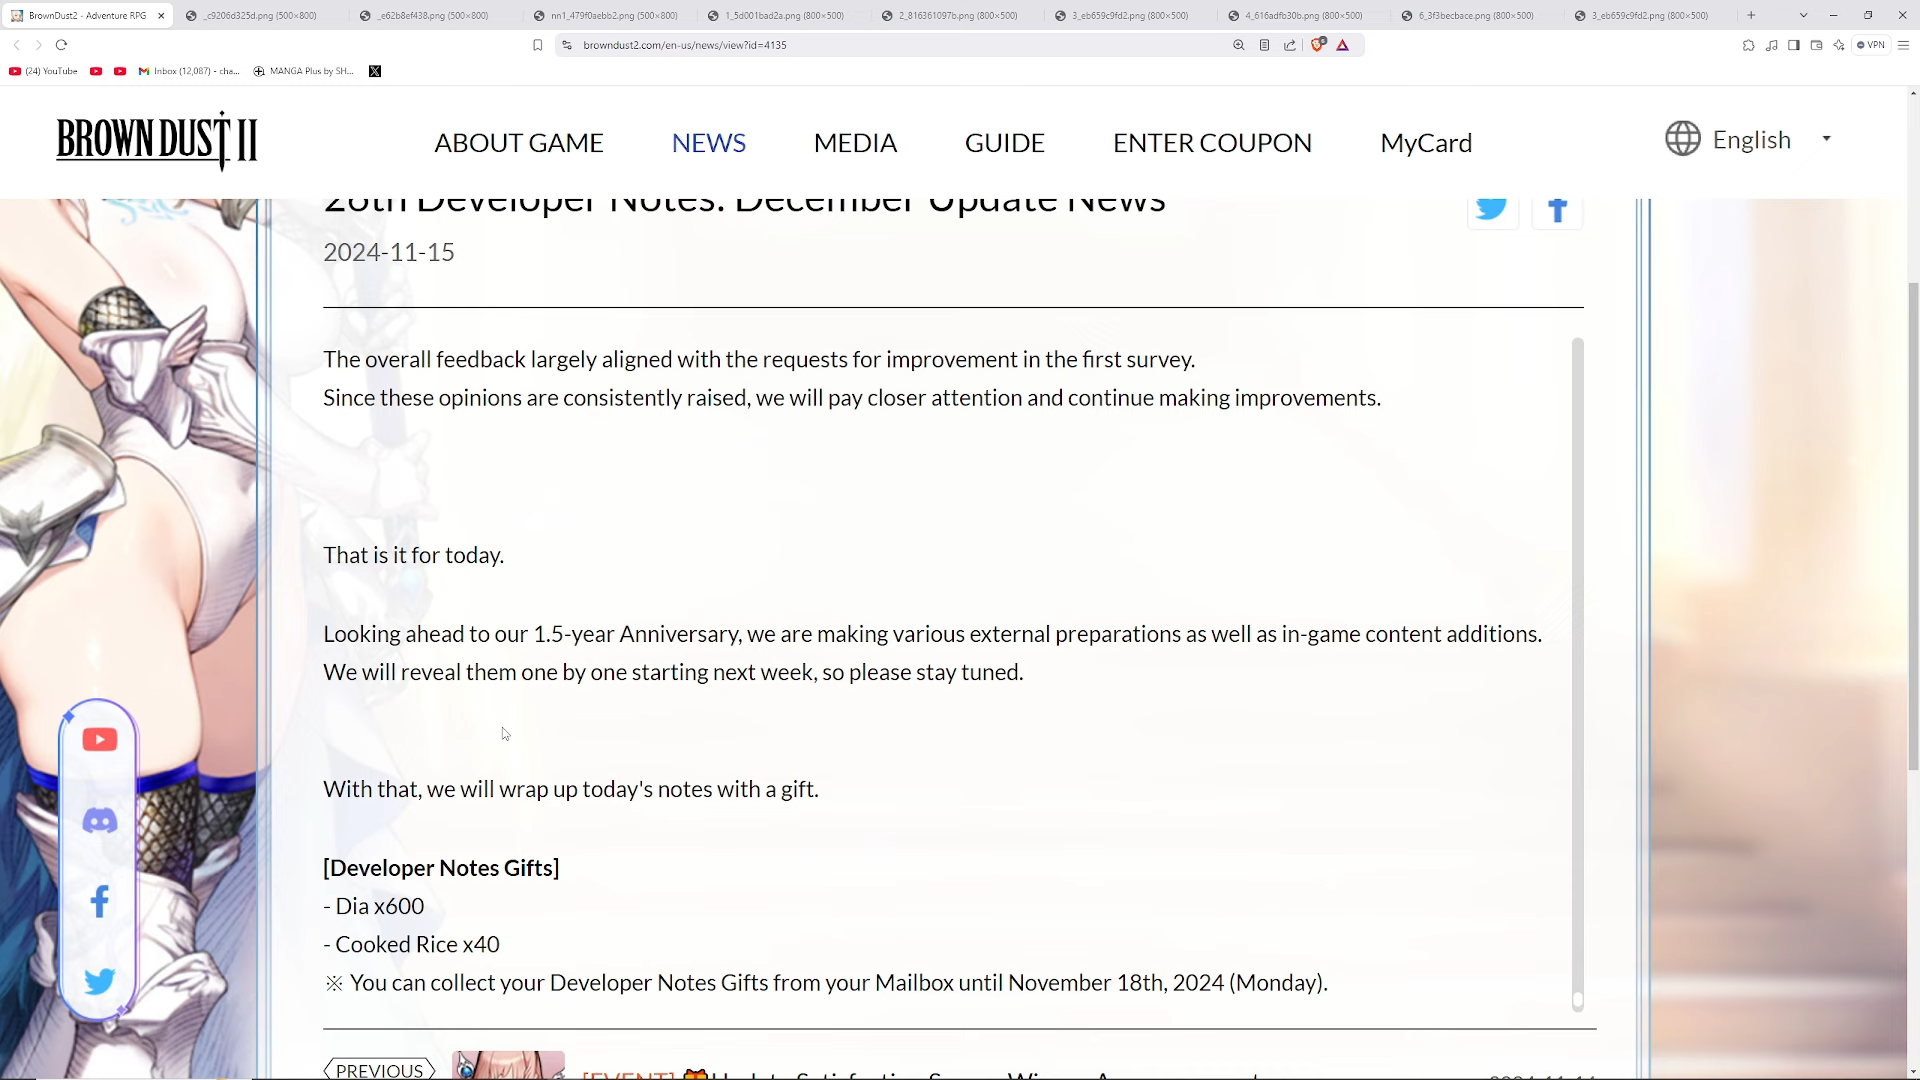 BrownDust2 - Adventure RPG
_c9206d325d.png (500×800)
_e62b8ef438.png (500×800)
nn1_479f0aebb2.png (500×800)
1_5d001bad2a.png (800×500)
2_816361097b.png (800×500)
3_eb659c9fd2.png (800×500)
4_616adfb30b.png (800×500)
6_3f3becbace.png (800×500)
3_eb659c9fd2.png (800×500)
browndust2.com/en-us/news/view?id=4135
VPN
(24) YouTube
Inbox (12,087) - cha...
MANGA Plus by SH...
BROWN DUST II
ABOUT GAME
NEWS
MEDIA
GUIDE
ENTER COUPON
MyCard
English
Developer Notes: December Update News
2024-11-15
The overall feedback largely aligned with the requests for improvement in the first survey.
Since these opinions are consistently raised, we will pay closer attention and continue making improvements.
That is it for today.
Looking ahead to our 1.5-year Anniversary, we are making various external preparations as well as in-game content additions.
We will reveal them one by one starting next week, so please stay tuned.
With that, we will wrap up today's notes with a gift.
[Developer Notes Gifts]
- Dia x600
- Cooked Rice x40
※ You can collect your Developer Notes Gifts from your Mailbox until November 18th, 2024 (Monday).
PREVIOUS
[EVENT]